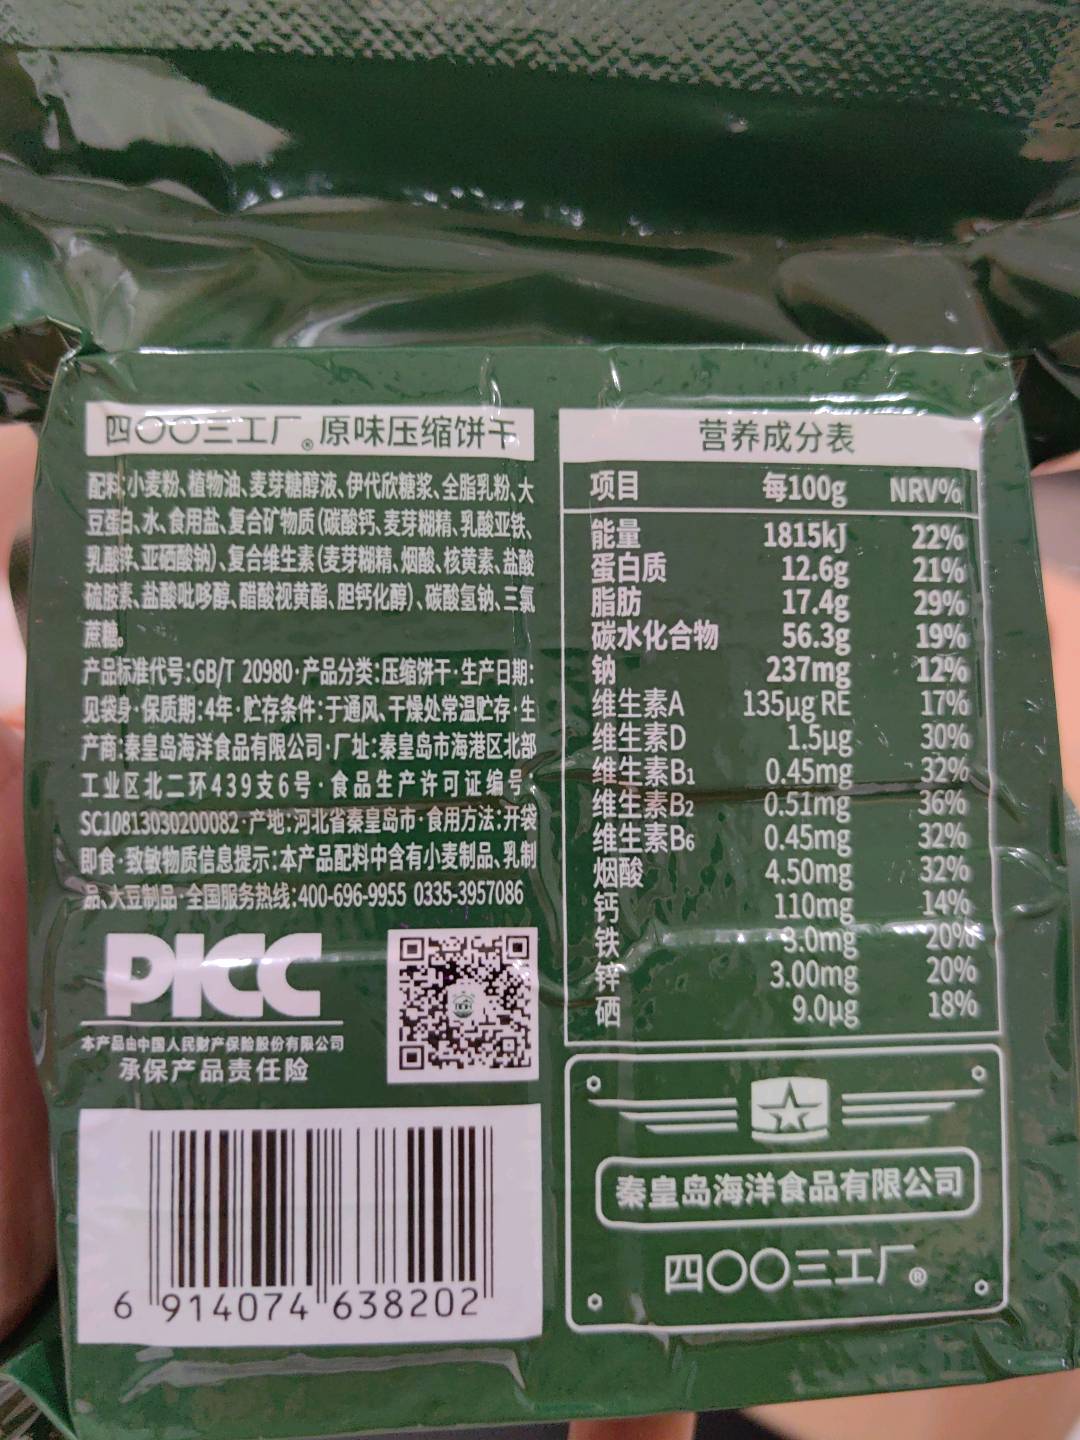 四〇〇三工厂® 原味压缩饼干
配料:小麦粉、植物油、麦芽糖醇液、伊代欣糖浆、全脂乳粉、大
豆蛋白、水、食用盐、复合矿物质(碳酸钙、麦芽糊精、乳酸亚铁、
乳酸锌、亚硒酸钠)、复合维生素(麦芽糊精、烟酸、核黄素、盐酸
硫胺素、盐酸吡哆醇、醋酸视黄酯、胆钙化醇)、碳酸氢钠、三氯
蔗糖。
产品标准代号:GB/T 20980·产品分类:压缩饼干·生产日期:
见袋身·保质期:4年·贮存条件:于通风、干燥处常温贮存·生
产商:秦皇岛海洋食品有限公司·厂址:秦皇岛市海港区北部
工业区北二环439支6号·食品生产许可证编号:
SC10813030200082·产地:河北省秦皇岛市·食用方法:开袋
即食·致敏物质信息提示:本产品配料中含有小麦制品、乳制
品、大豆制品·全国服务热线:400-696-9955 0335-3957086
PICC
本产品由中国人民财产保险股份有限公司
承保产品责任险
6 914074 638202
营养成分表
项目 每100g NRV%
能量 1815kJ 22%
蛋白质 12.6g 21%
脂肪 17.4g 29%
碳水化合物 56.3g 19%
钠 237mg 12%
维生素A 135μg RE 17%
维生素D 1.5μg 30%
维生素B1 0.45mg 32%
维生素B2 0.51mg 36%
维生素B6 0.45mg 32%
烟酸 4.50mg 32%
钙 110mg 14%
铁 3.0mg 20%
锌 3.00mg 20%
硒 9.0μg 18%
秦皇岛海洋食品有限公司
四〇〇三工厂®